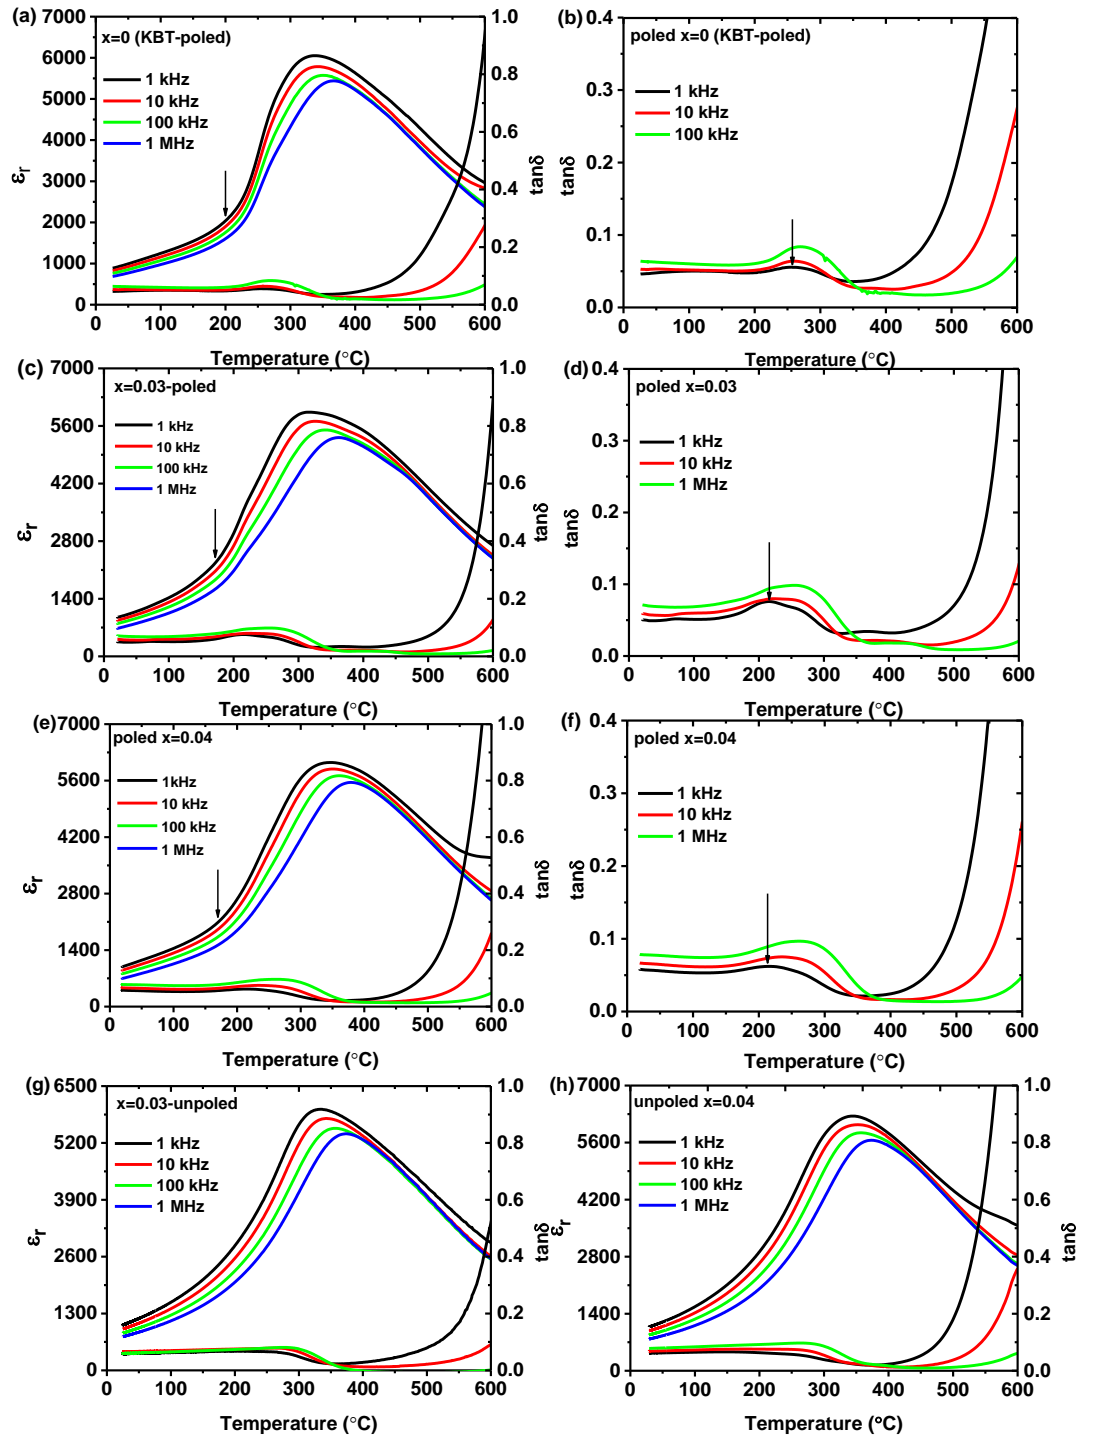 (a)
x=0 (KBT-poled)
1 kHz
10 kHz
100 kHz
1 MHz
7000
6000
5000
4000
3000
2000
1000
0
εr
1.0
0.8
0.6
0.4
0.2
0.0
tanδ
0 100 200 300 400 500 600
Temperature (°C)
(b)
poled x=0 (KBT-poled)
1 kHz
10 kHz
100 kHz
0.4
0.3
0.2
0.1
0.0
tanδ
0 100 200 300 400 500 600
Temperature (°C)
(c)
x=0.03-poled
1 kHz
10 kHz
100 kHz
1 MHz
7000
5600
4200
2800
1400
0
εr
1.0
0.8
0.6
0.4
0.2
0.0
tanδ
0 100 200 300 400 500 600
Temperature (°C)
(d)
poled x=0.03
1 kHz
10 kHz
1 MHz
0.4
0.3
0.2
0.1
0.0
tanδ
0 100 200 300 400 500 600
Temperature (°C)
(e)
poled x=0.04
1kHz
10 kHz
100 kHz
1 MHz
7000
5600
4200
2800
1400
0
εr
1.0
0.8
0.6
0.4
0.2
0.0
tanδ
0 100 200 300 400 500 600
Temperature (°C)
(f)
poled x=0.04
1 kHz
10 kHz
1 MHz
0.4
0.3
0.2
0.1
0.0
tanδ
0 100 200 300 400 500 600
Temperature (°C)
(g)
x=0.03-unpoled
1 kHz
10 kHz
100 kHz
1 MHz
6500
5200
3900
2600
1300
0
εr
1.0
0.8
0.6
0.4
0.2
0.0
tanδ
0 100 200 300 400 500 600
Temperature (°C)
(h)
unpoled x=0.04
1 kHz
10 kHz
100 kHz
1 MHz
7000
5600
4200
2800
1400
0
εr
1.0
0.8
0.6
0.4
0.2
0.0
tanδ
0 100 200 300 400 500 600
Temperature (°C)